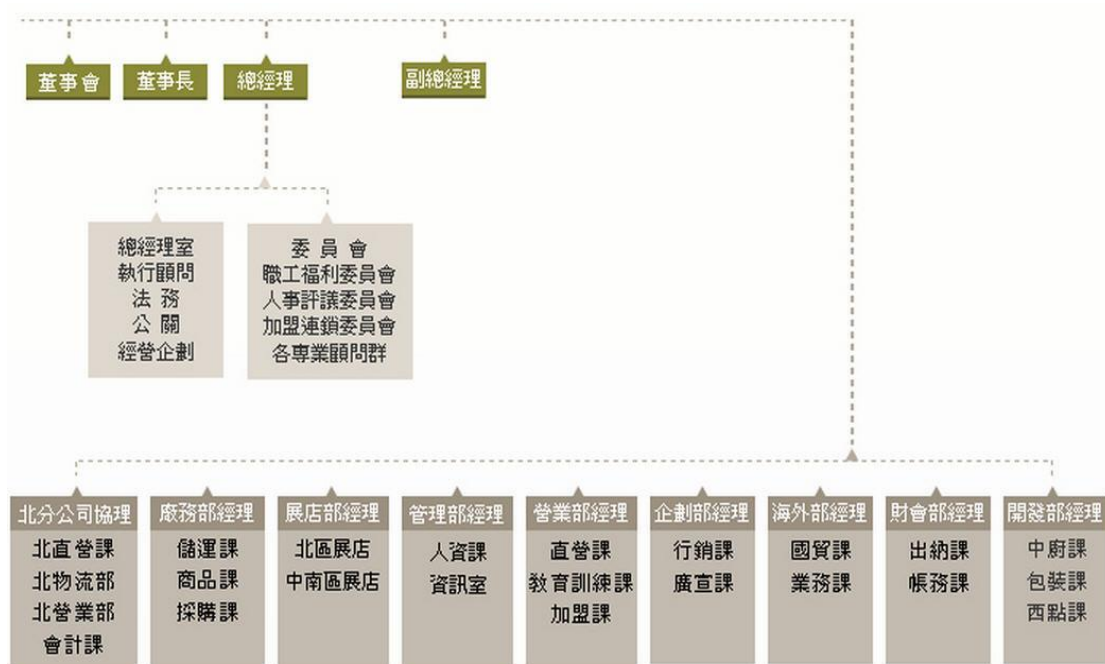 董事會
董事長
總經理
副總經理
總經理室
執行顧問
法務
公關
經營企劃
委員會
職工福利委員會
人事評議委員會
加盟連鎖委員會
各專業顧問群
北分公司協理
北直營課
北物流部
北營業部
會計課
廠務部經理
儲運課
商品課
採購課
展店部經理
北區展店
中南區展店
管理部經理
人資課
資訊室
營業部經理
直營課
教育訓練課
加盟課
企劃部經理
行銷課
廣宣課
海外部經理
國貿課
業務課
財會部經理
出納課
帳務課
開發部經理
中廚課
包裝課
西點課